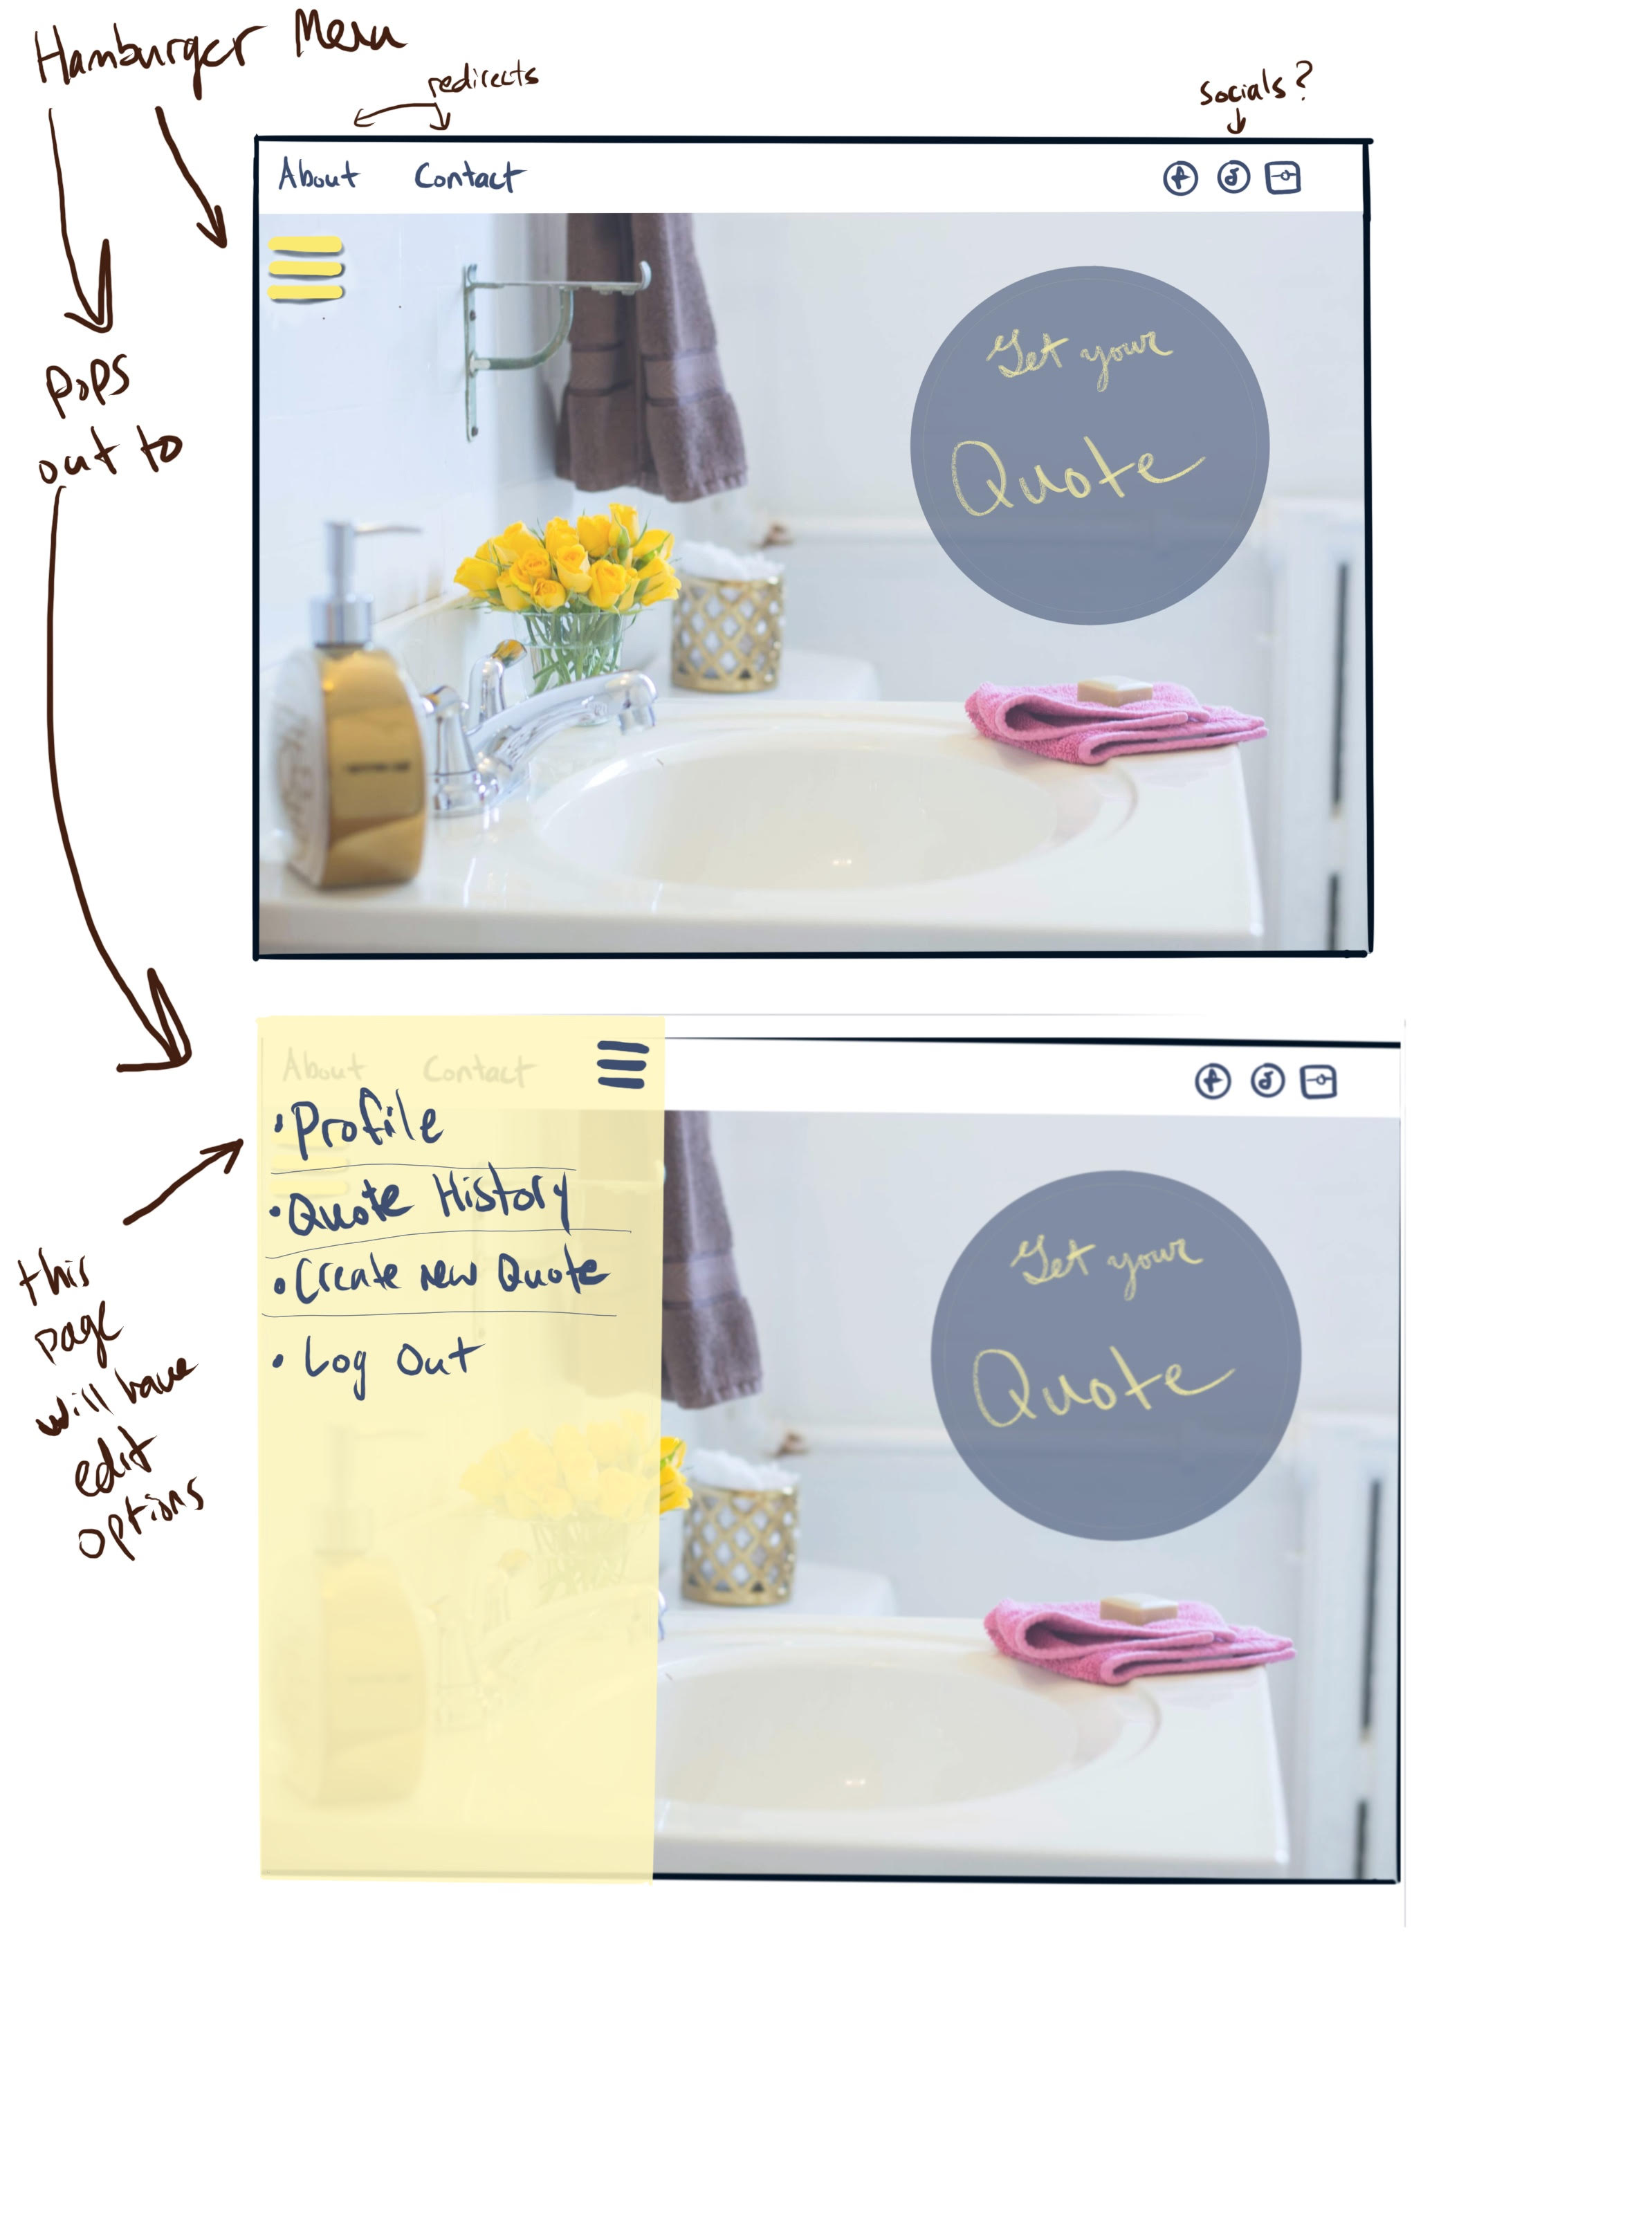 Hamburger Menu
redirects
Socials?
About Contact
Get your
Quote
Pops
out to
About Contact
• Profile
• Quote History
• Create new Quote
• Log Out
Get your
Quote
this
page
will have
edit
options